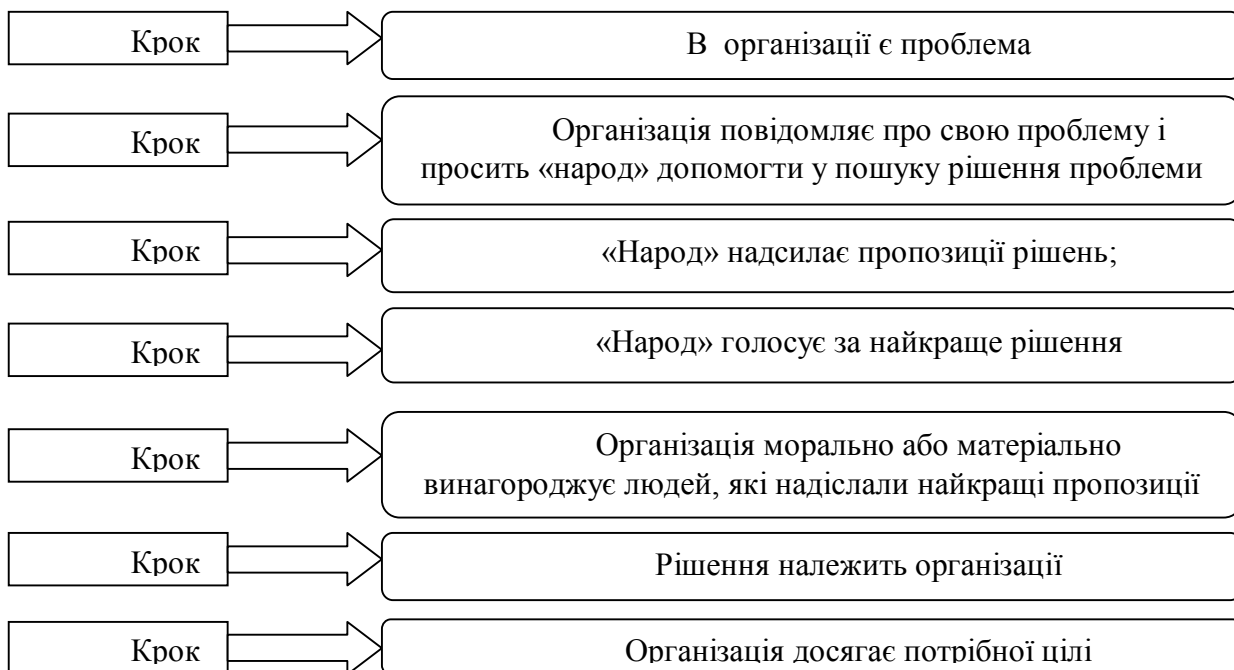 Крок
В організації є проблема
Крок
Організація повідомляє про свою проблему і
просить «народ» допомогти у пошуку рішення проблеми
Крок
«Народ» надсилає пропозиції рішень;
Крок
«Народ» голосує за найкраще рішення
Крок
Організація морально або матеріально
винагороджує людей, які надіслали найкращі пропозиції
Крок
Рішення належить організації
Крок
Організація досягає потрібної цілі